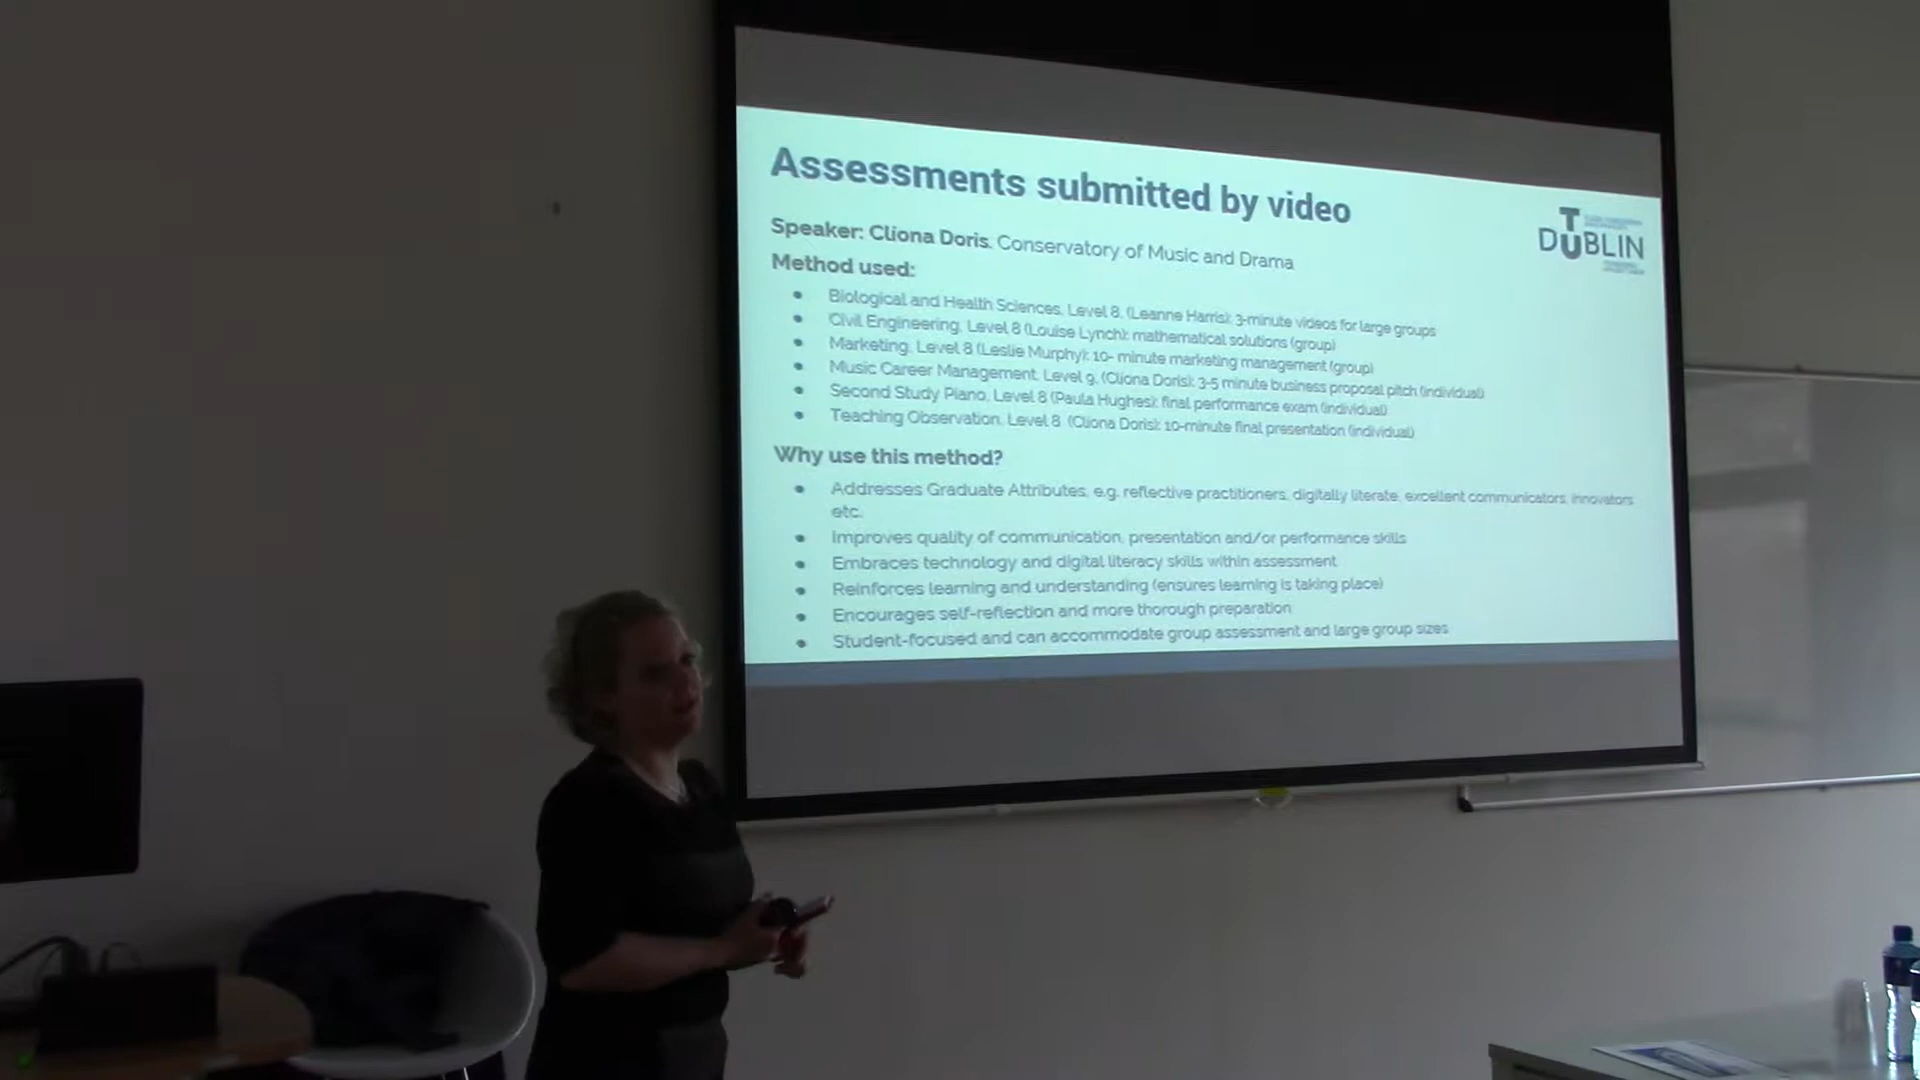 Assessments submitted by video
Speaker: Clíona Doris, Conservatory of Music and Drama
Method used:
● Biological and Health Sciences, Level 8, (Leanne Harris): 3-minute videos for large groups
● Civil Engineering, Level 8 (Louise Lynch): mathematical solutions (group)
● Marketing, Level 8 (Leslie Murphy): 10- minute marketing management (group)
● Music Career Management, Level 9, (Clíona Doris): 3-5 minute business proposal pitch (individual)
● Second Study Piano, Level 8 (Paula Hughes): final performance exam (individual)
● Teaching Observation, Level 8 (Clíona Doris): 10-minute final presentation (individual)
Why use this method?
● Addresses Graduate Attributes, e.g. reflective practitioners, digitally literate, excellent communicators, innovators
etc.
● Improves quality of communication, presentation and/or performance skills
● Embraces technology and digital literacy skills within assessment
● Reinforces learning and understanding (ensures learning is taking place)
● Encourages self-reflection and more thorough preparation
● Student-focused and can accommodate group assessment and large group sizes
TU
DUBLIN